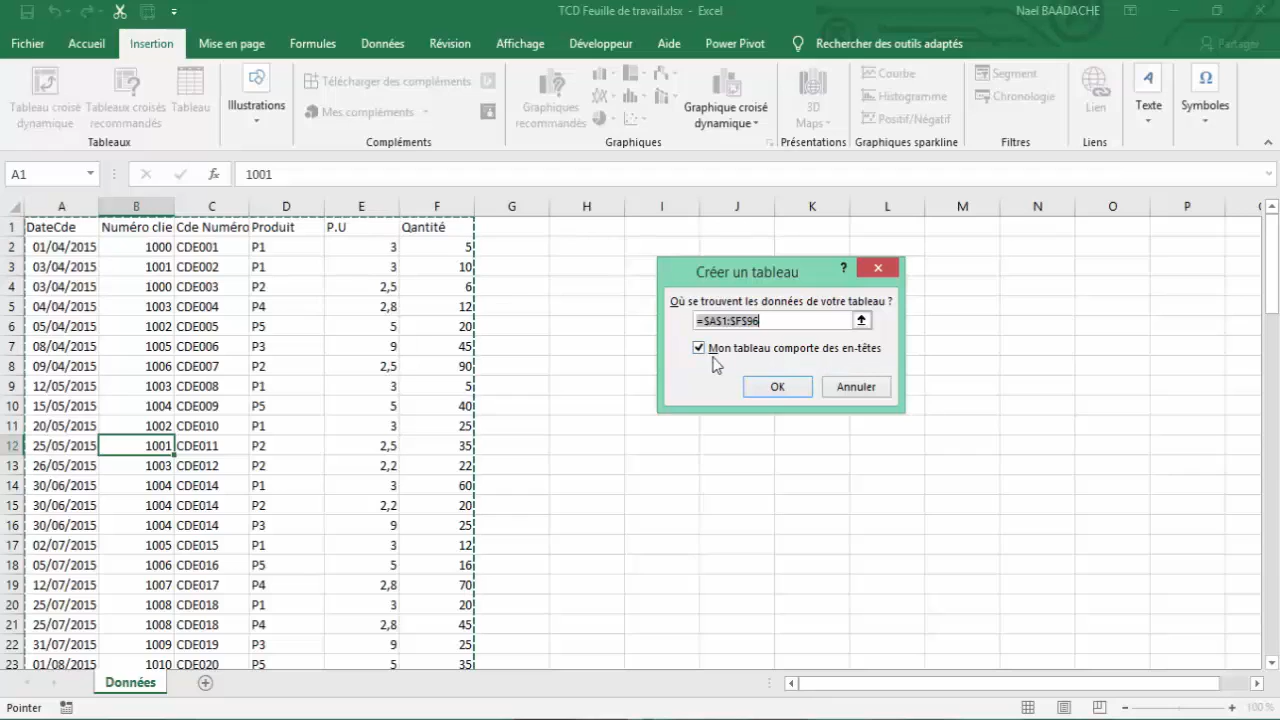 TCD Feuille de travail.xlsx - Excel
Nael BAADACHE
Fichier Accueil Insertion Mise en page Formules Données Révision Affichage Développeur Aide Power Pivot Rechercher des outils adaptés Partager
Tableau croisé dynamique
Tableaux croisés recommandés
Tableau
Tableaux
Illustrations
Télécharger des compléments
Mes compléments
Compléments
Graphiques recommandés
Graphique croisé dynamique
Graphiques
3D Maps
Présentations
Courbe
Histogramme
Positif/Négatif
Graphiques sparkline
Segment
Chronologie
Filtres
Lien
Liens
Texte
Symboles
A1 fx 1001
A B C D E F G H I J K L M N O P
1 DateCde Numéro clie Cde Numéro Produit P.U Qantité
2 01/04/2015 1000 CDE001 P1 3 5
3 03/04/2015 1001 CDE002 P1 3 10
4 03/04/2015 1000 CDE003 P2 2,5 6
5 04/04/2015 1003 CDE004 P4 2,8 12
6 05/04/2015 1002 CDE005 P5 5 20
7 08/04/2015 1005 CDE006 P3 9 45
8 09/04/2015 1006 CDE007 P2 2,5 90
9 12/05/2015 1003 CDE008 P1 3 5
10 15/05/2015 1004 CDE009 P5 5 40
11 20/05/2015 1002 CDE010 P1 3 25
12 25/05/2015 1001 CDE011 P2 2,5 35
13 26/05/2015 1003 CDE012 P2 2,2 22
14 30/06/2015 1004 CDE014 P1 3 60
15 30/06/2015 1004 CDE014 P2 2,2 20
16 30/06/2015 1004 CDE014 P3 9 25
17 02/07/2015 1005 CDE015 P1 3 12
18 05/07/2015 1006 CDE016 P5 5 16
19 12/07/2015 1007 CDE017 P4 2,8 70
20 25/07/2015 1008 CDE018 P1 3 20
21 25/07/2015 1008 CDE018 P4 2,8 45
22 31/07/2015 1009 CDE019 P3 9 25
23 01/08/2015 1010 CDE020 P5 5 35
Créer un tableau ?
Où se trouvent les données de votre tableau ?
=$A$1:$F$96
Mon tableau comporte des en-têtes
OK Annuler
Données
Pointer 100 %